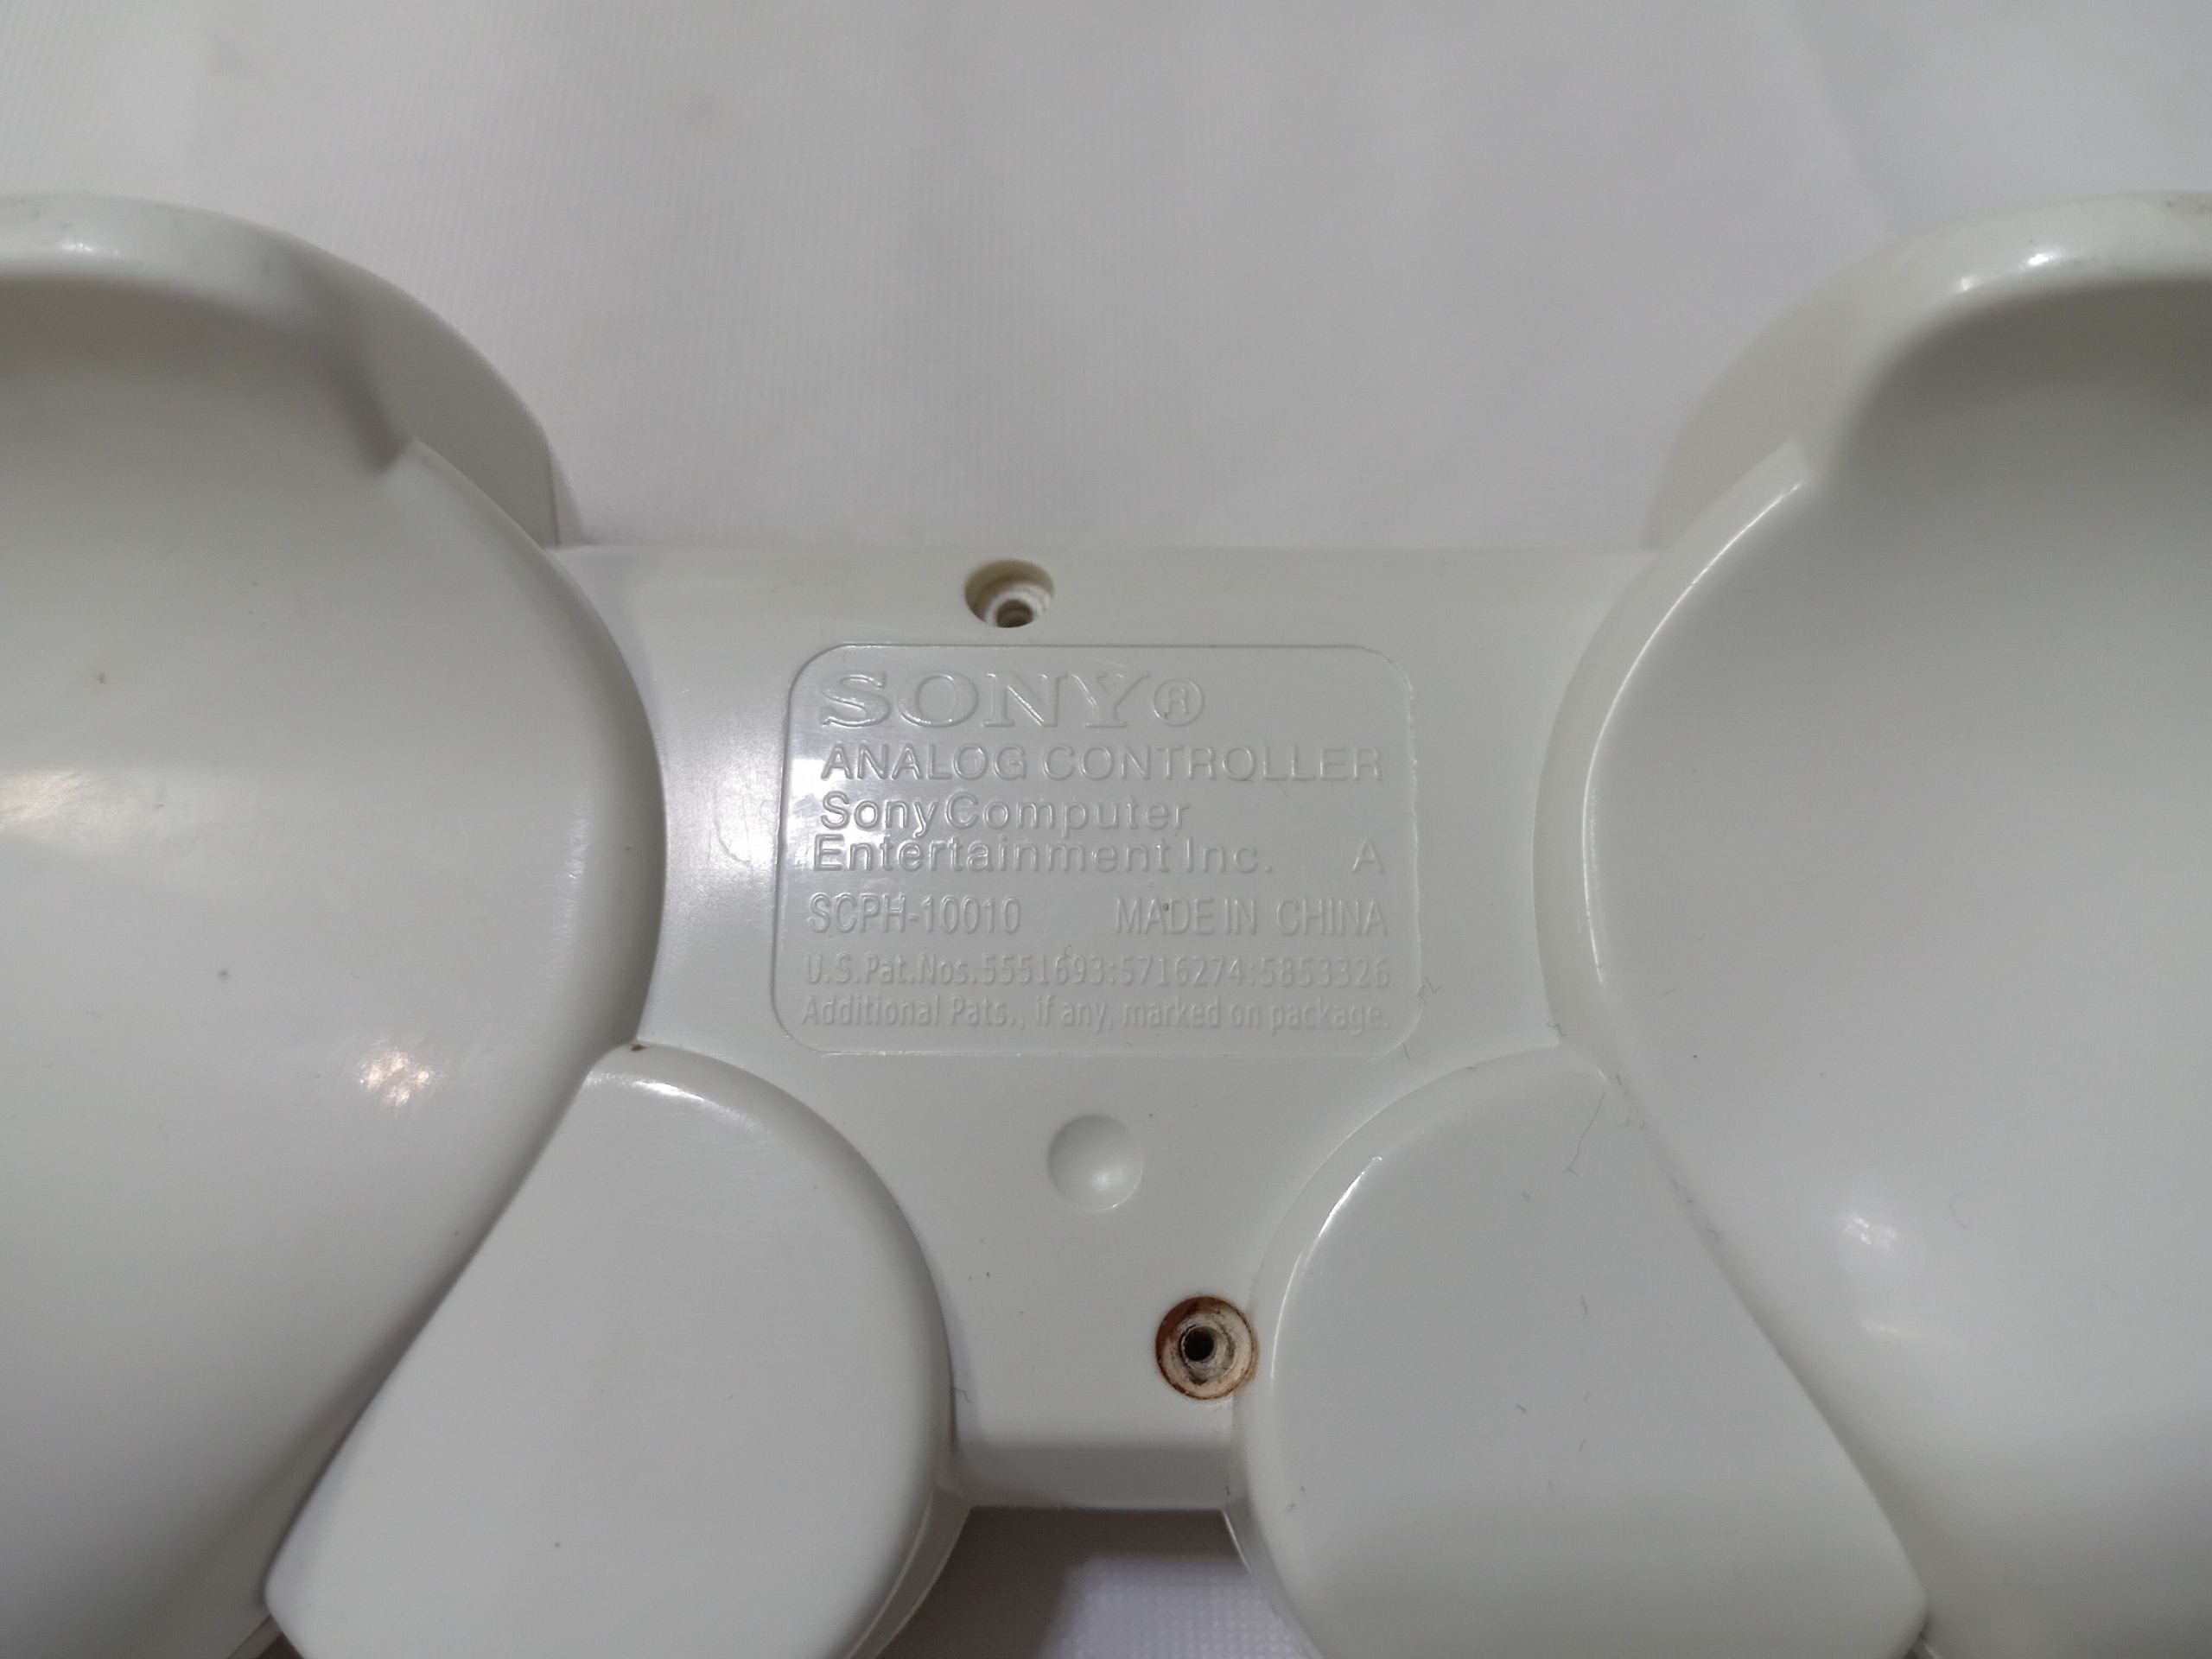 SONY®
ANALOG CONTROLLER
Sony Computer
Entertainment Inc. A
SCPH-10010 MADE IN CHINA
U.S.Pat.Nos.5551693:5716274:5853326
Additional Pats., if any, marked on package.